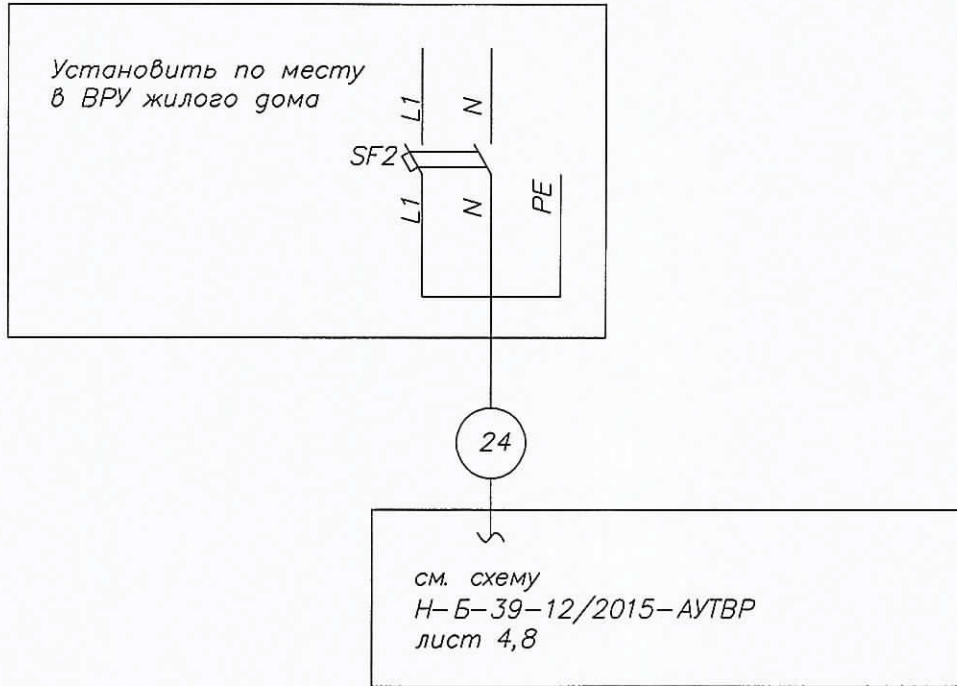 Установить по месту
в ВРУ жилого дома
L1
N
SF2
L1
N
PE
24
см. схему
Н-Б-39-12/2015-АУТВР
лист 4,8